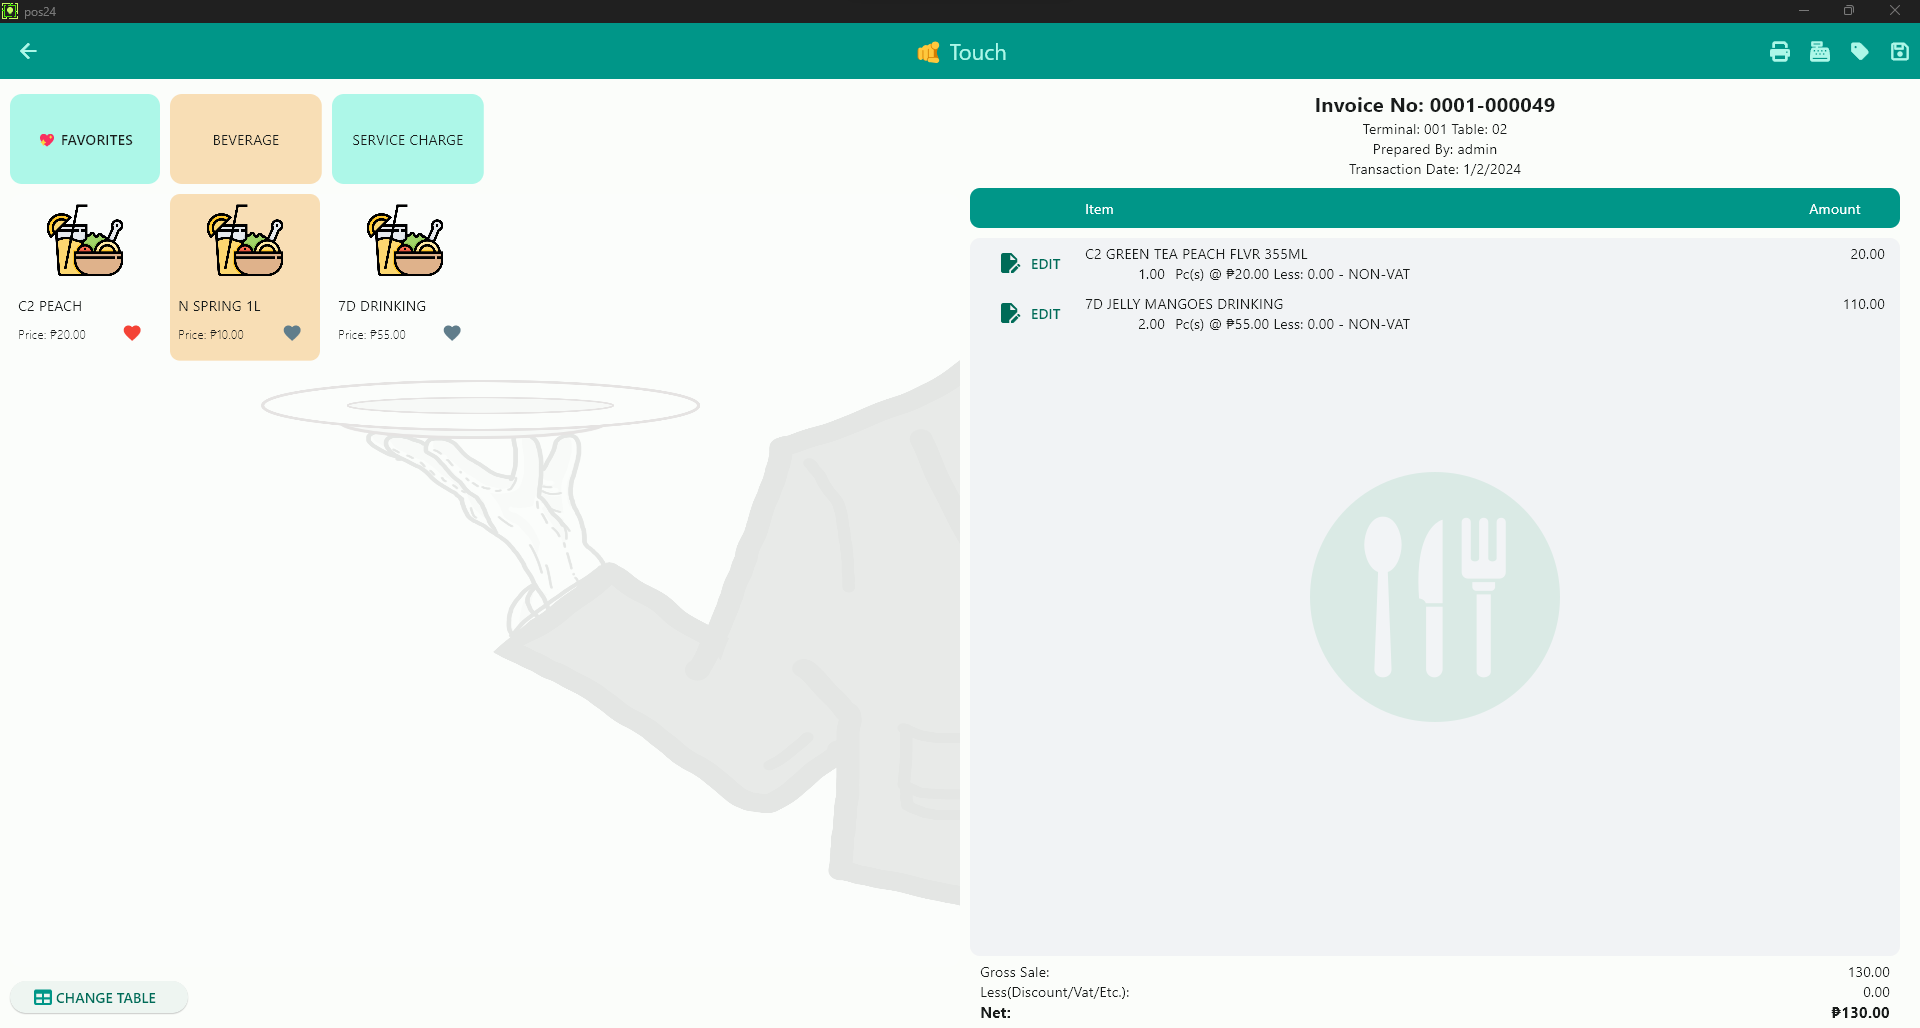 pos24
Touch
FAVORITES
BEVERAGE
SERVICE CHARGE
C2 PEACH
Price: ₱20.00
N SPRING 1L
Price: ₱10.00
7D DRINKING
Price: ₱55.00
CHANGE TABLE
Invoice No: 0001-000049
Terminal: 001 Table: 02
Prepared By: admin
Transaction Date: 1/2/2024
Item Amount
EDIT C2 GREEN TEA PEACH FLVR 355ML 20.00
1.00 Pc(s) @ ₱20.00 Less: 0.00 - NON-VAT
EDIT 7D JELLY MANGOES DRINKING 110.00
2.00 Pc(s) @ ₱55.00 Less: 0.00 - NON-VAT
Gross Sale: 130.00
Less(Discount/Vat/Etc.): 0.00
Net: ₱130.00